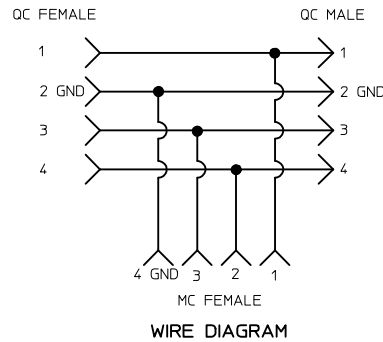 QC FEMALE QC MALE
1 1
2 GND 2 GND
3 3
4 4
4 GND 3 2 1
MC FEMALE
WIRE DIAGRAM